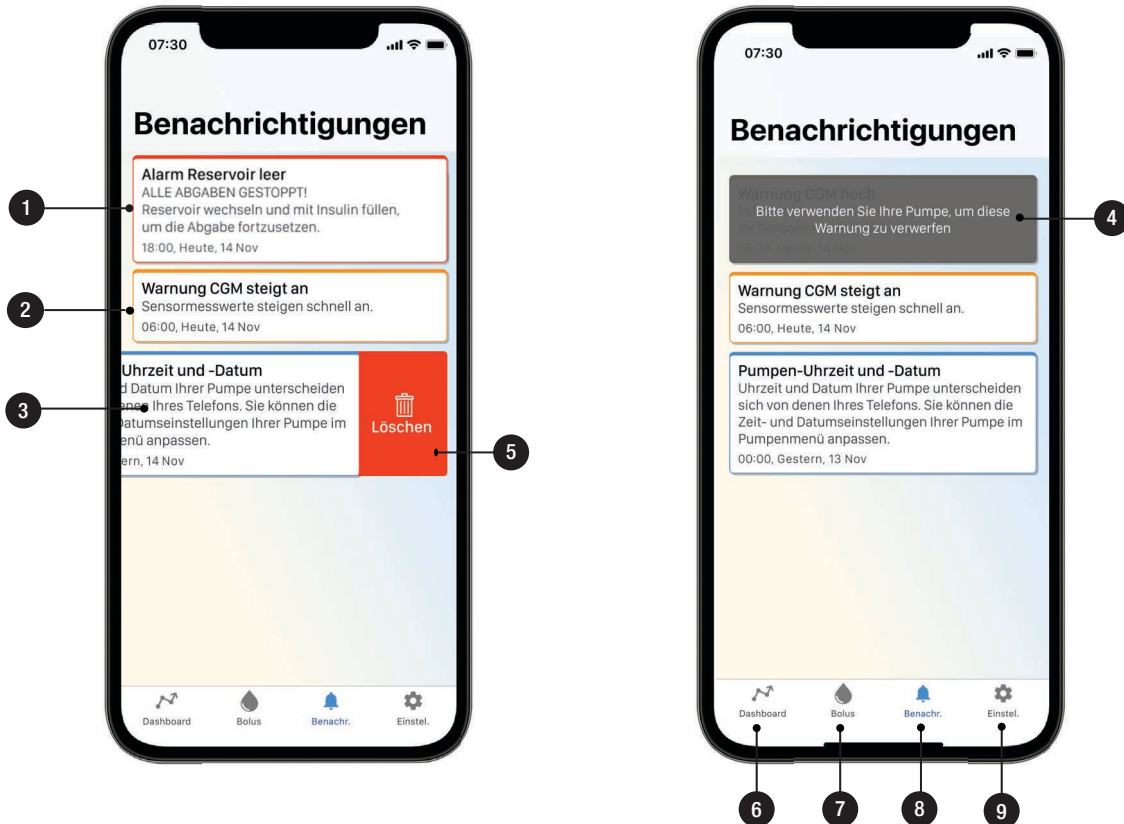 07:30
Benachrichtigungen
Alarm Reservoir leer
ALLE ABGABEN GESTOPPT!
Reservoir wechseln und mit Insulin füllen,
um die Abgabe fortzusetzen.
18:00, Heute, 14 Nov
Warnung CGM steigt an
Sensormesswerte steigen schnell an.
06:00, Heute, 14 Nov
-Uhrzeit und -Datum
d Datum Ihrer Pumpe unterscheiden
Ihres Telefons. Sie können die
Datumseinstellungen Ihrer Pumpe im
enü anpassen.
ern, 14 Nov
Löschen
Dashboard
Bolus
Benachr.
Einstel.
1
2
3
5
07:30
Benachrichtigungen
Warnung CGM hoch
Bitte verwenden Sie Ihre Pumpe, um diese
Warnung zu verwerfen
Warnung CGM steigt an
Sensormesswerte steigen schnell an.
06:00, Heute, 14 Nov
Pumpen-Uhrzeit und -Datum
Uhrzeit und Datum Ihrer Pumpe unterscheiden
sich von denen Ihres Telefons. Sie können die
Zeit- und Datumseinstellungen Ihrer Pumpe im
Pumpenmenü anpassen.
00:00, Gestern, 13 Nov
Dashboard
Bolus
Benachr.
Einstel.
4
6
7
8
9